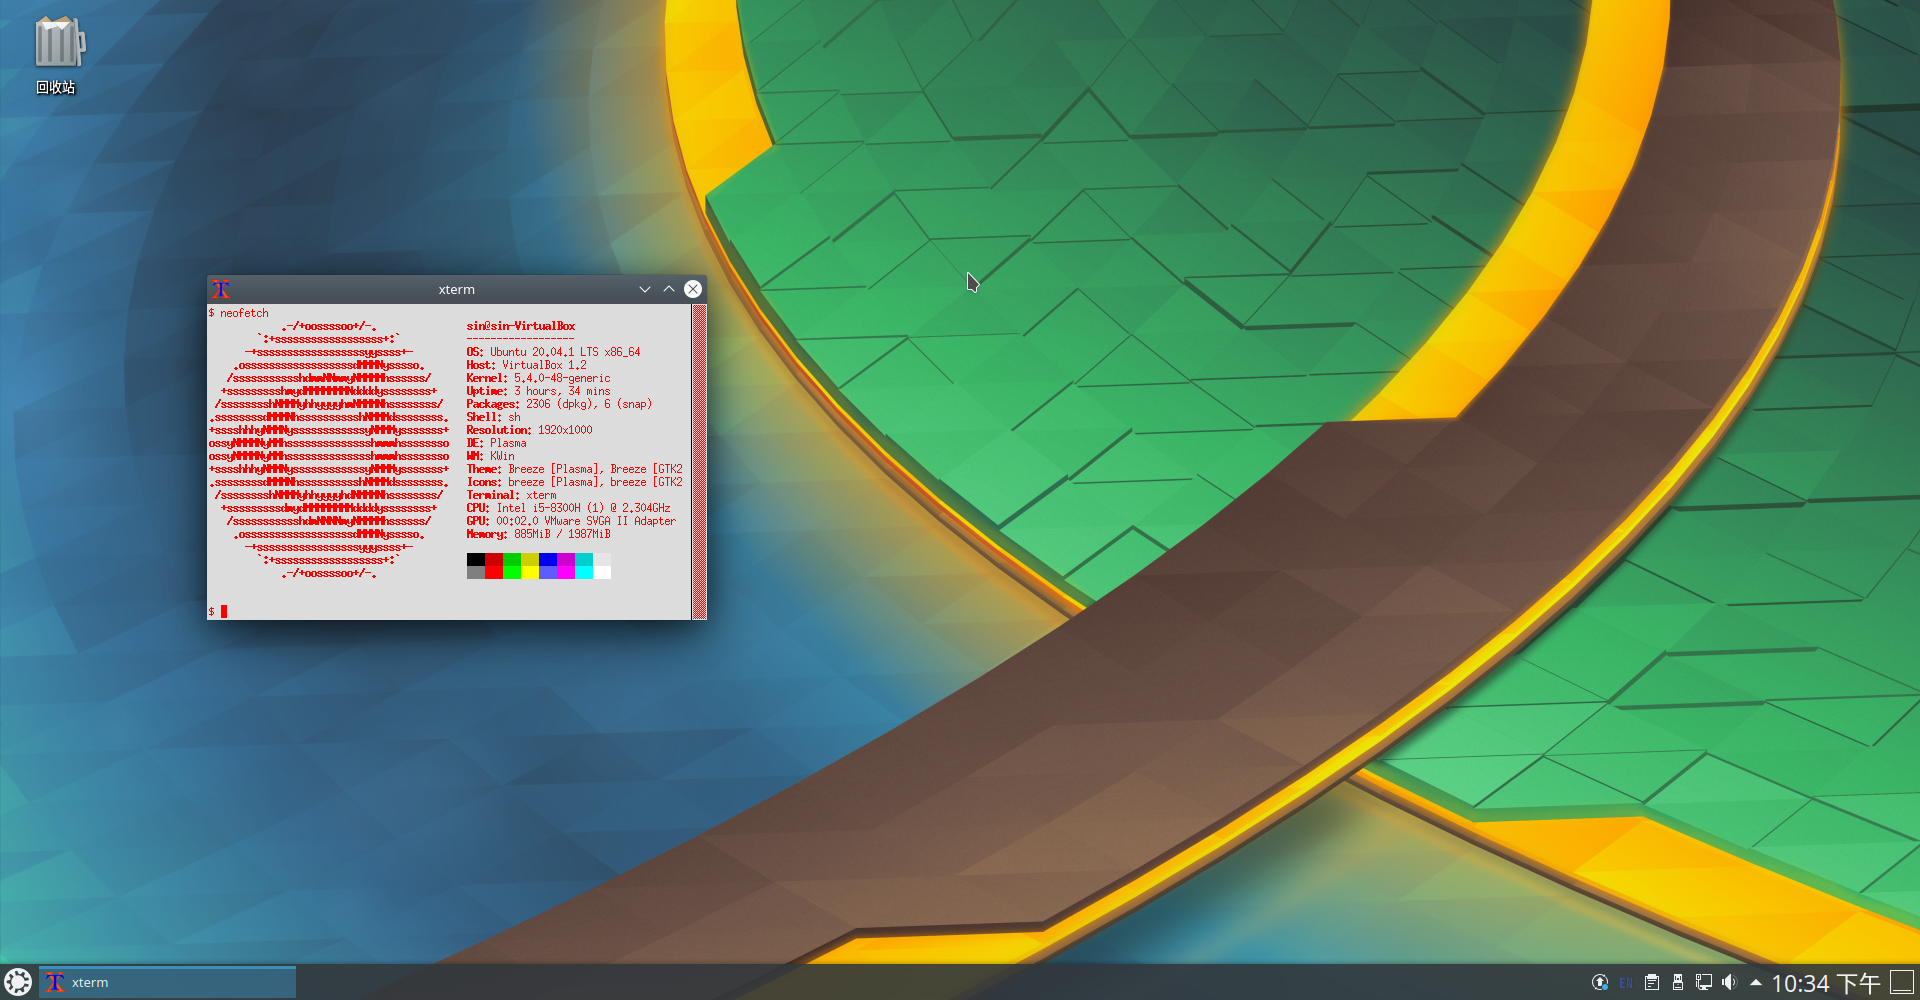 回收站
xterm
$ neofetch
sin@sin-VirtualBox
------------------
OS: Ubuntu 20.04.1 LTS x86_64
Host: VirtualBox 1.2
Kernel: 5.4.0-48-generic
Uptime: 3 hours, 34 mins
Packages: 2306 (dpkg), 6 (snap)
Shell: sh
Resolution: 1920x1000
DE: Plasma
WM: KWin
Theme: Breeze [Plasma], Breeze [GTK2
Icons: breeze [Plasma], breeze [GTK2
Terminal: xterm
CPU: Intel i5-8300H (1) @ 2.304GHz
GPU: 00:02.0 VMware SVGA II Adapter
Memory: 885MiB / 1987MiB
$
xterm
EN
10:34 下午